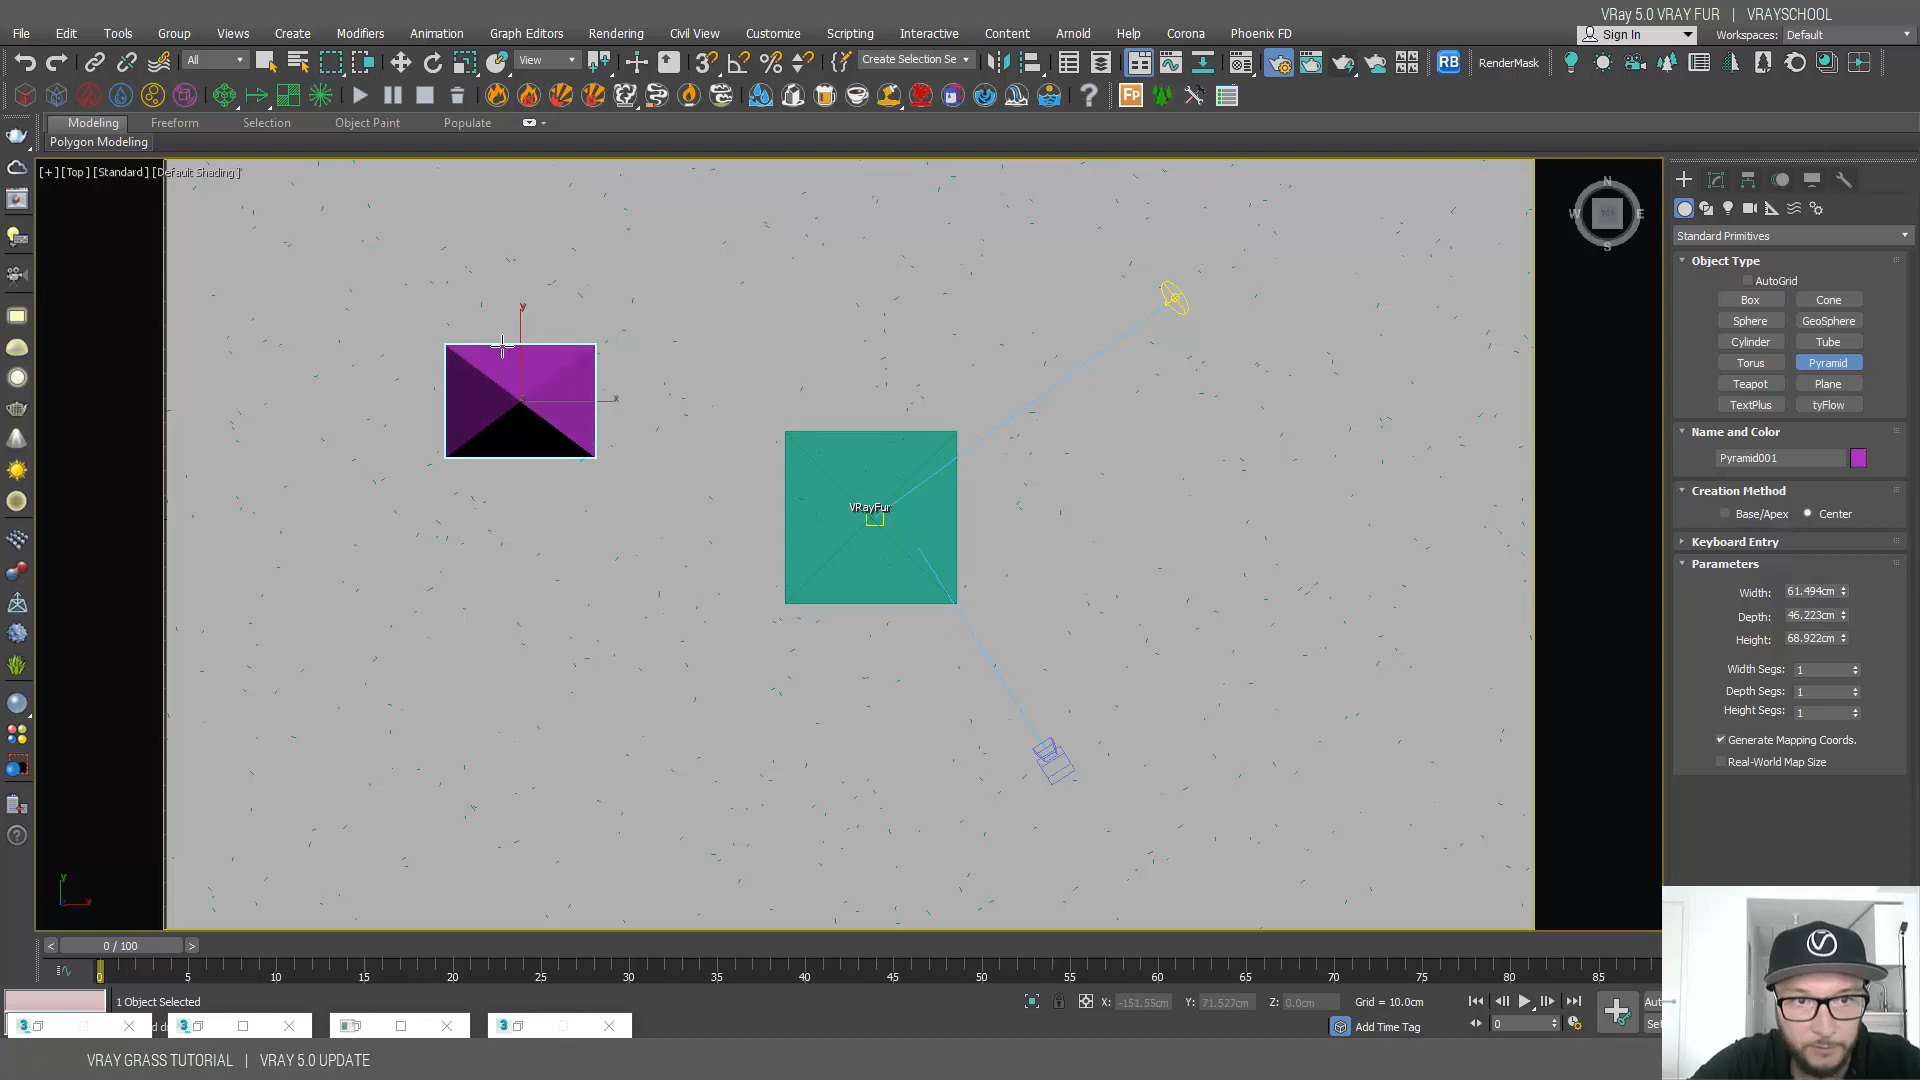 VRay 5.0 VRAY FUR | VRAYSCHOOL
File Edit Tools Group Views Create Modifiers Animation Graph Editors Rendering Civil View Customize Scripting Interactive Content Arnold Help Corona Phoenix FD
Sign In Workspaces: Default
All View Create Selection Se RB RenderMask
Fp
Modeling Freeform Selection Object Paint Populate
Polygon Modeling
[+] [Top] [Standard] [Default Shading]
N
W TOP E
S
y
x
VRayFur
y
x
Standard Primitives
Object Type
AutoGrid
Box Cone
Sphere GeoSphere
Cylinder Tube
Torus Pyramid
Teapot Plane
TextPlus tyFlow
Name and Color
Pyramid001
Creation Method
Base/Apex Center
Keyboard Entry
Parameters
Width: 61.494cm
Depth: 46.223cm
Height: 68.922cm
Width Segs: 1
Depth Segs: 1
Height Segs: 1
Generate Mapping Coords.
Real-World Map Size
< 0 / 100 >
0 5 10 15 20 25 30 35 40 45 50 55 60 65 70 75 80 85
1 Object Selected X: -151.55cm Y: 71.527cm Z: 0.0cm Grid = 10.0cm Aut
3 3 3 Add Time Tag 0 Set
VRAY GRASS TUTORIAL | VRAY 5.0 UPDATE